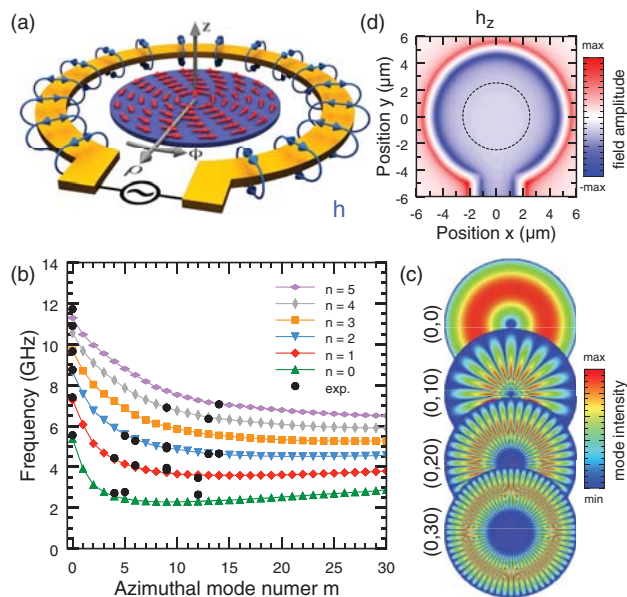 (a)
z
Φ
ρ
h
(d)
h_z
Position y (µm)
6
4
2
0
-2
-4
-6
-6 -4 -2 0 2 4 6
Position x (µm)
max
-max
field amplitude
(b)
Frequency (GHz)
14
12
10
8
6
4
2
0
n = 5
n = 4
n = 3
n = 2
n = 1
n = 0
exp.
0 5 10 15 20 25 30
Azimuthal mode numer m
(c)
(0,0)
(0,10)
(0,20)
(0,30)
max
min
mode intensity